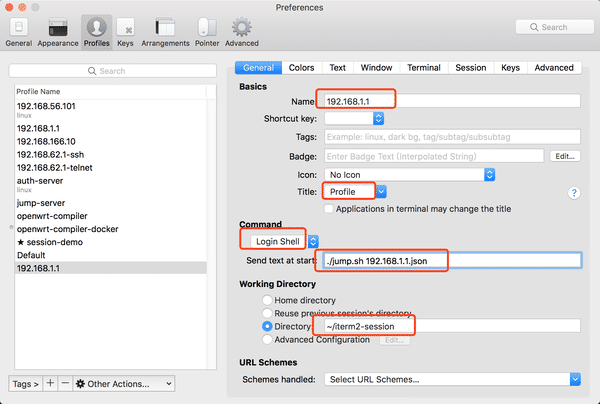 Preferences
General Appearance Profiles Keys Arrangements Pointer Advanced
Search
Search
Profile Name
192.168.56.101
linux
192.168.1.1
192.168.166.10
192.168.62.1-ssh
192.168.62.1-telnet
auth-server
linux
jump-server
openwrt-compiler
openwrt-compiler-docker
★ session-demo
Default
192.168.1.1
Tags > + − Other Actions...
General Colors Text Window Terminal Session Keys Advanced
Basics
Name: 192.168.1.1
Shortcut key:
Tags: Example: linux, dark bg, tag/subtag/subsubtag
Badge: Enter Badge Text (Interpolated String) Edit...
Icon: No Icon
Title: Profile ?
Applications in terminal may change the title
Command
Login Shell
Send text at start: ./jump.sh 192.168.1.1.json
Working Directory
Home directory
Reuse previous session's directory
Directory: ~/iterm2-session
Advanced Configuration Edit...
URL Schemes
Schemes handled: Select URL Schemes...